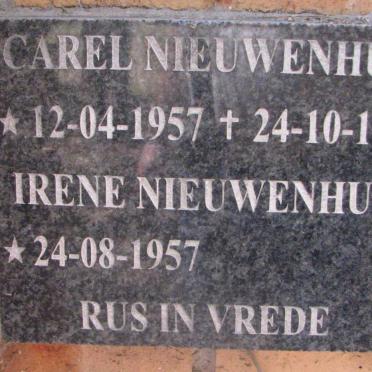 CAREL NIEUWENHU
★ 12-04-1957 † 24-10-1
IRENE NIEUWENHU
★ 24-08-1957
RUS IN VREDE